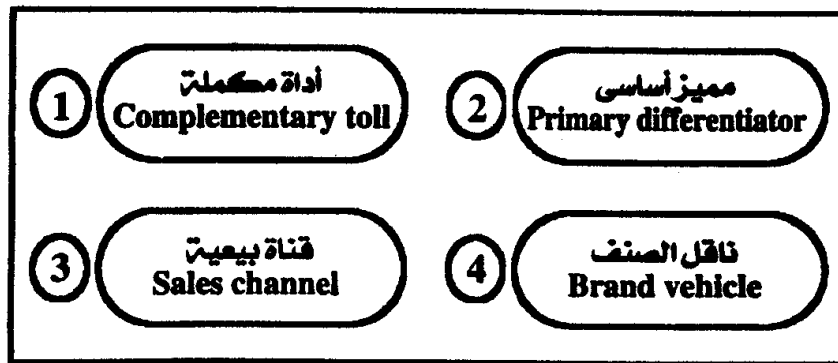 1
أداة مكملة
Complementary toll
2
مميز أساسى
Primary differentiator
3
قناة بيعية
Sales channel
4
ناقل الصنف
Brand vehicle